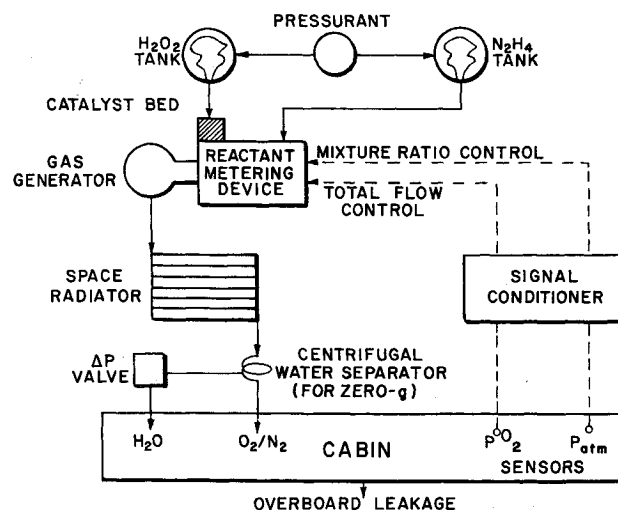 PRESSURANT
H₂O₂
TANK
N₂H₄
TANK
CATALYST BED
GAS
GENERATOR
REACTANT
METERING
DEVICE
MIXTURE RATIO CONTROL
TOTAL FLOW
CONTROL
SPACE
RADIATOR
SIGNAL
CONDITIONER
ΔP
VALVE
CENTRIFUGAL
WATER SEPARATOR
(FOR ZERO-g)
H₂O
O₂/N₂
CABIN
PO₂
Patm
SENSORS
OVERBOARD LEAKAGE